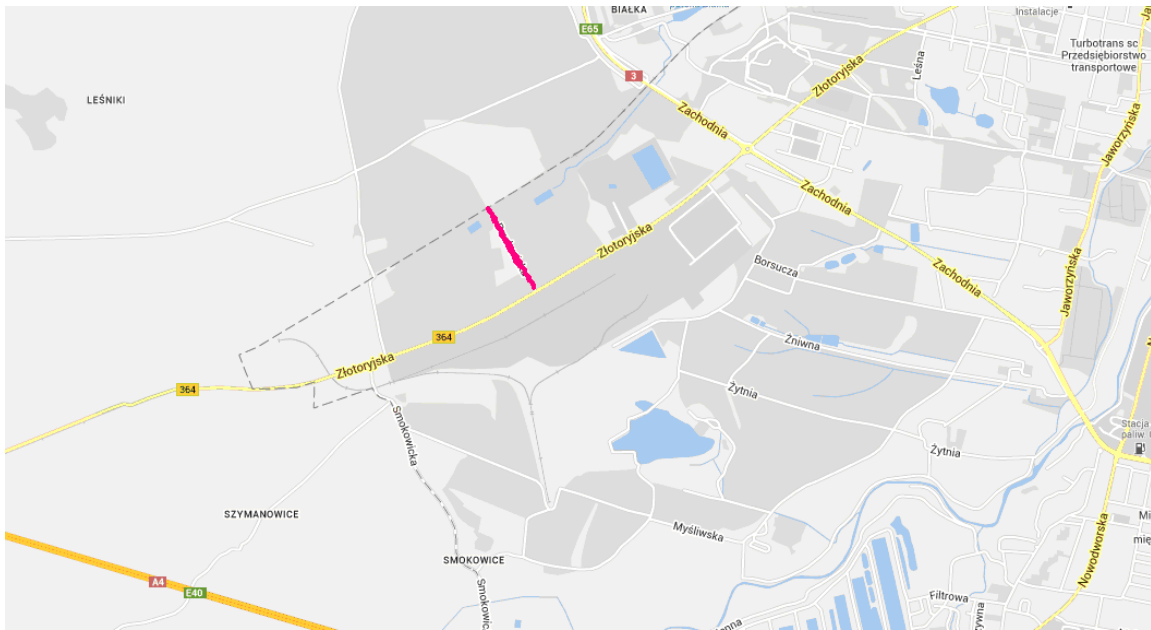 BIAŁKA
Instalacje
E65
Turbotrans sc
Przedsiębiorstwo
transportowe
Leśna
Złotoryjska
3
LEŚNIKI
Zachodnia
Jaworzyńska
Zachodnia
Złotoryjska
Borsucza
Zachodnia
Jaworzyńska
364
Żniwna
Złotoryjska
364
Żytnia
Smokowicka
Stacja
paliw
Żytnia
SZYMANOWICE
Myśliwska
Nowodworska
SMOKOWICE
A4
E40
Smokowicka
Filtrowa